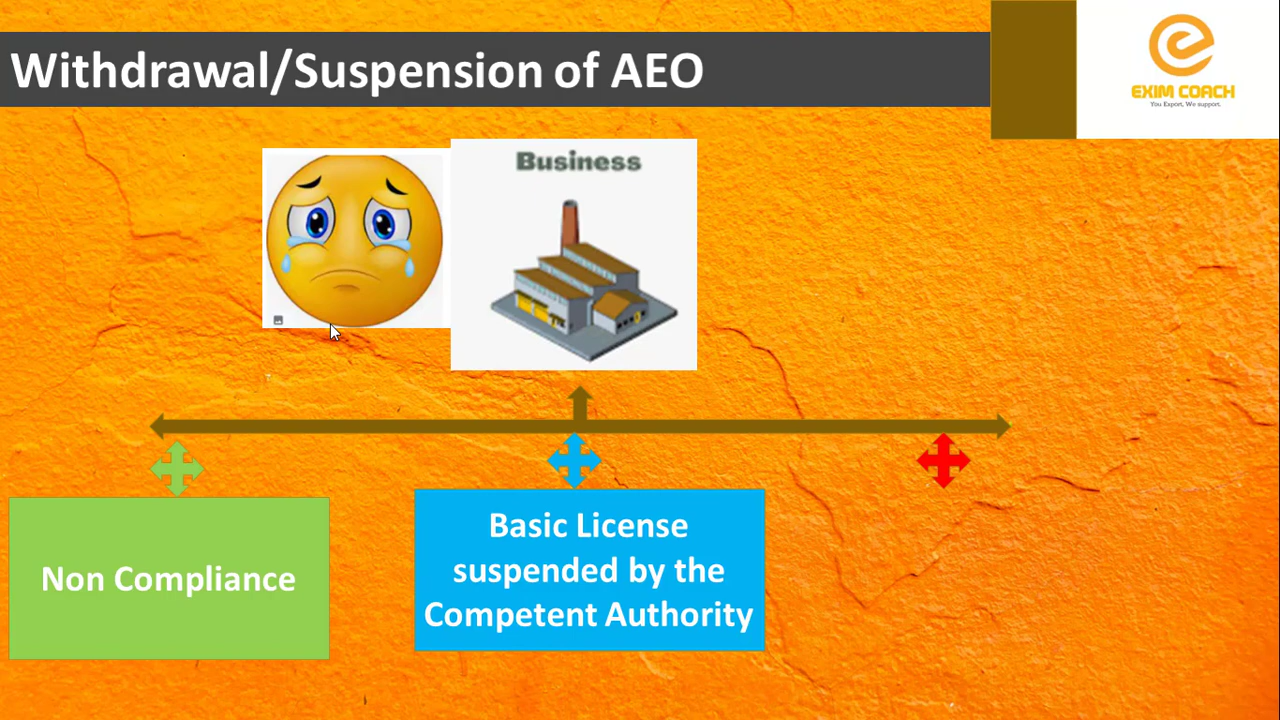 Withdrawal/Suspension of AEO
EXIM COACH
You Export, We support.
Business
Non Compliance
Basic License
suspended by the
Competent Authority